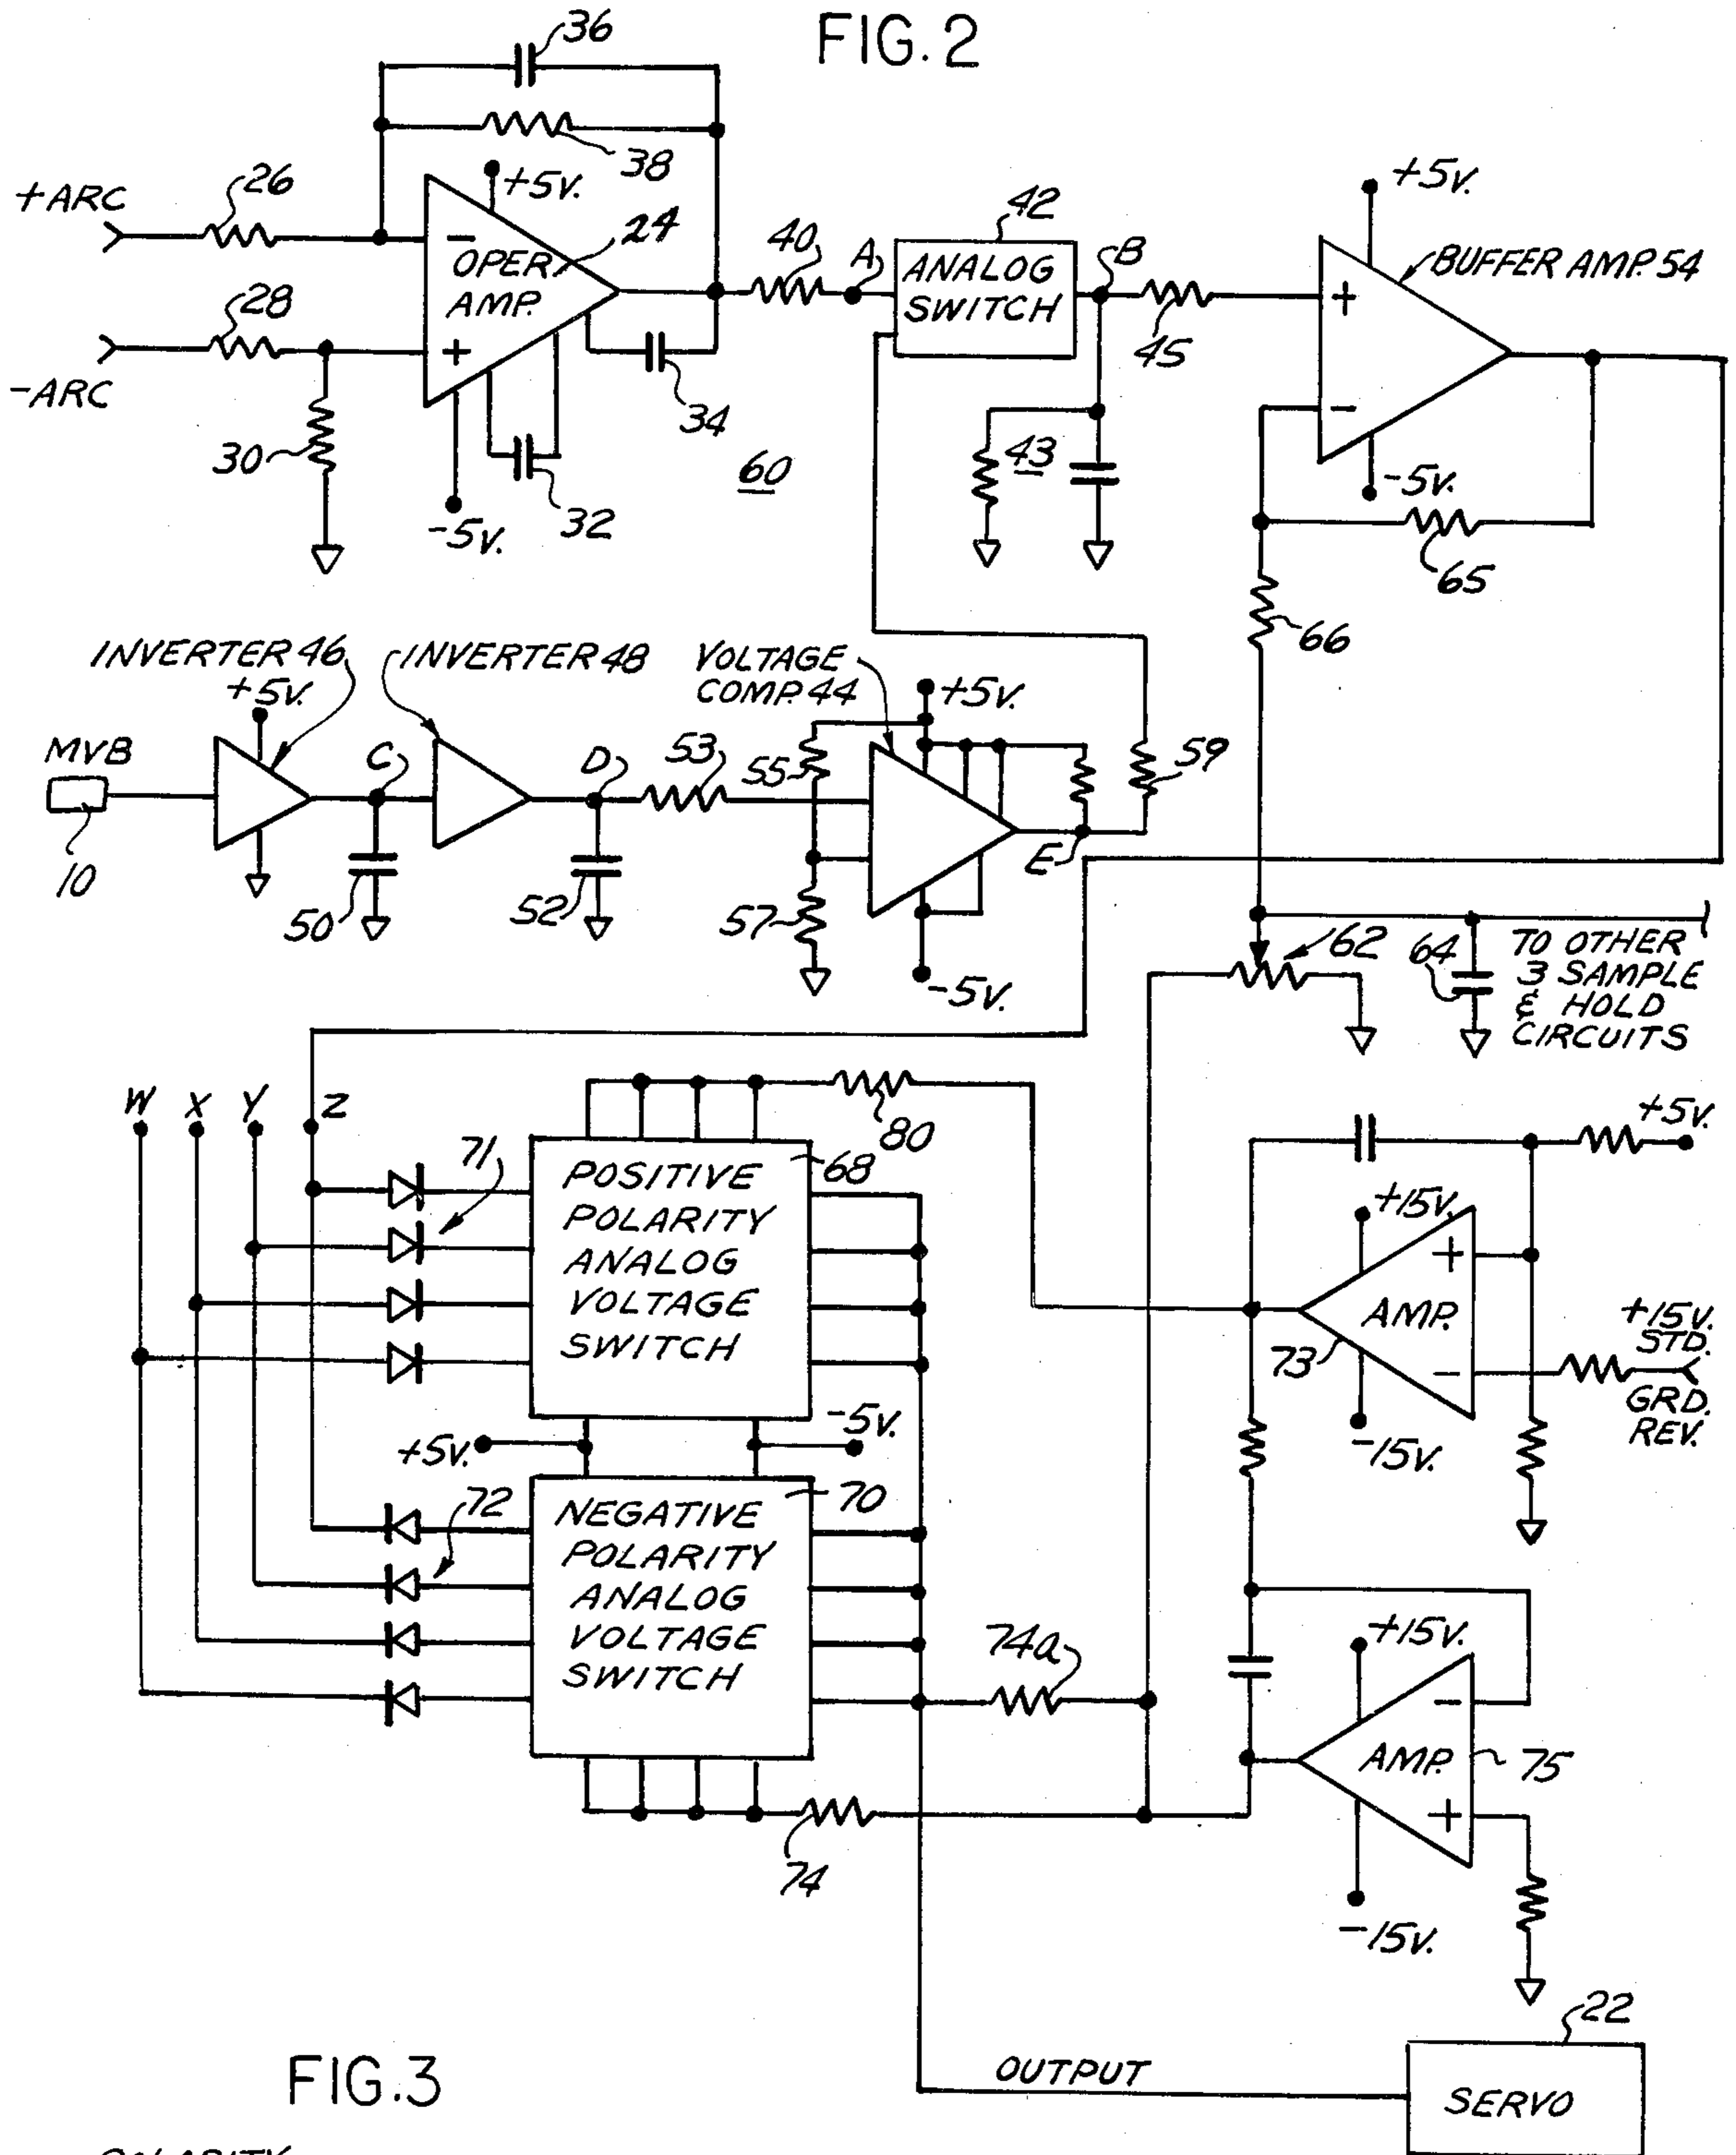 FIG. 2
36
38
+5V.
+ARC
26
24
- OPER.
AMP.
+
28
-ARC
30
-5V.
32
34
40
A
42
ANALOG
SWITCH
B
45
43
60
+5V.
BUFFER AMP. 54
+
-
-5V.
65
66
INVERTER 46
+5V.
INVERTER 48
VOLTAGE
COMP. 44
+5V.
MVB
10
C
50
D
52
53
55
57
59
E
-5V.
62
64
TO OTHER
3 SAMPLE
& HOLD
CIRCUITS
W X Y Z
71
80
68
POSITIVE
POLARITY
ANALOG
VOLTAGE
SWITCH
+5V.
-5V.
72
70
NEGATIVE
POLARITY
ANALOG
VOLTAGE
SWITCH
74a
74
+5V.
+15V.
+
AMP.
73
-
-15V.
+15V.
STD.
GRD.
REV.
+15V.
-
AMP.
75
+
-15V.
22
OUTPUT
SERVO
FIG. 3
POLARITY